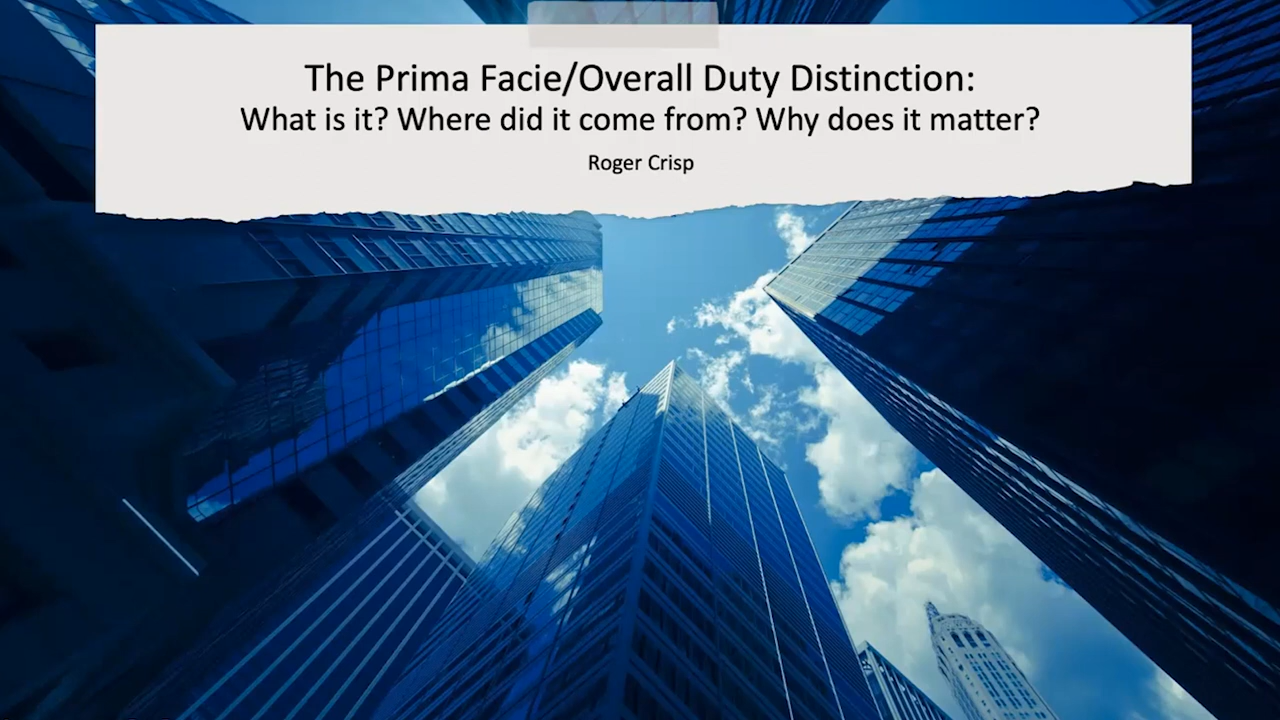 The Prima Facie/Overall Duty Distinction:
What is it? Where did it come from? Why does it matter?
Roger Crisp